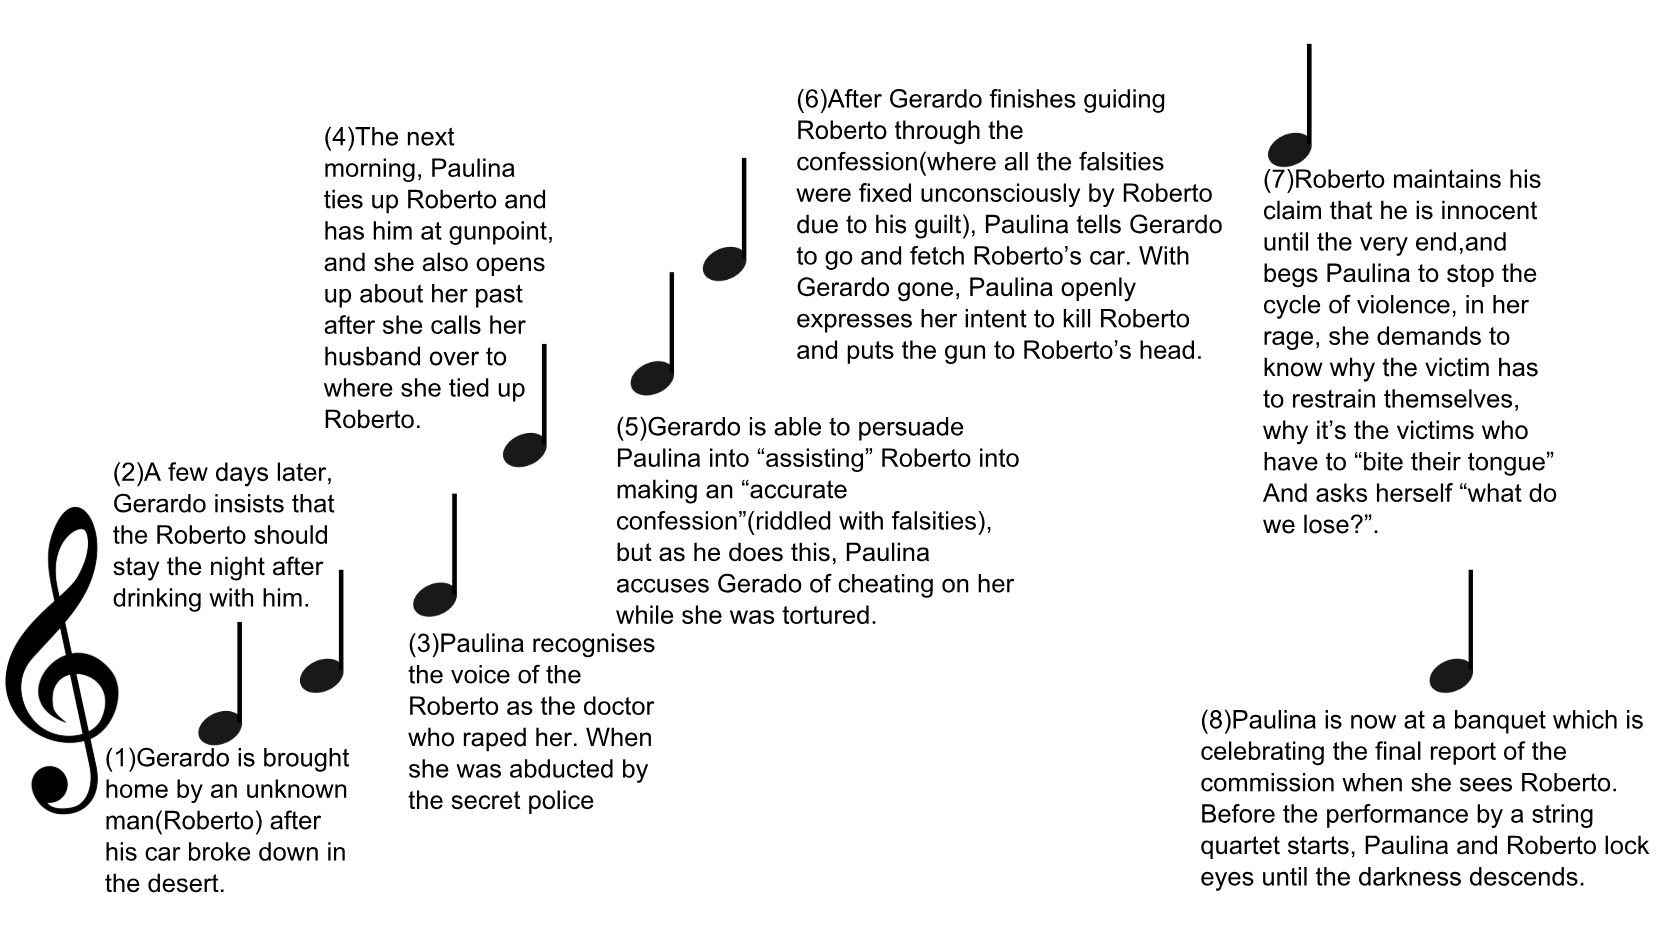 (1)Gerardo is brought
home by an unknown
man(Roberto) after
his car broke down in
the desert.
(2)A few days later,
Gerardo insists that
the Roberto should
stay the night after
drinking with him.
(3)Paulina recognises
the voice of the
Roberto as the doctor
who raped her. When
she was abducted by
the secret police
(4)The next
morning, Paulina
ties up Roberto and
has him at gunpoint,
and she also opens
up about her past
after she calls her
husband over to
where she tied up
Roberto.
(5)Gerardo is able to persuade
Paulina into “assisting” Roberto into
making an “accurate
confession”(riddled with falsities),
but as he does this, Paulina
accuses Gerado of cheating on her
while she was tortured.
(6)After Gerardo finishes guiding
Roberto through the
confession(where all the falsities
were fixed unconsciously by Roberto
due to his guilt), Paulina tells Gerardo
to go and fetch Roberto’s car. With
Gerardo gone, Paulina openly
expresses her intent to kill Roberto
and puts the gun to Roberto’s head.
(7)Roberto maintains his
claim that he is innocent
until the very end,and
begs Paulina to stop the
cycle of violence, in her
rage, she demands to
know why the victim has
to restrain themselves,
why it’s the victims who
have to “bite their tongue”
And asks herself “what do
we lose?”.
(8)Paulina is now at a banquet which is
celebrating the final report of the
commission when she sees Roberto.
Before the performance by a string
quartet starts, Paulina and Roberto lock
eyes until the darkness descends.